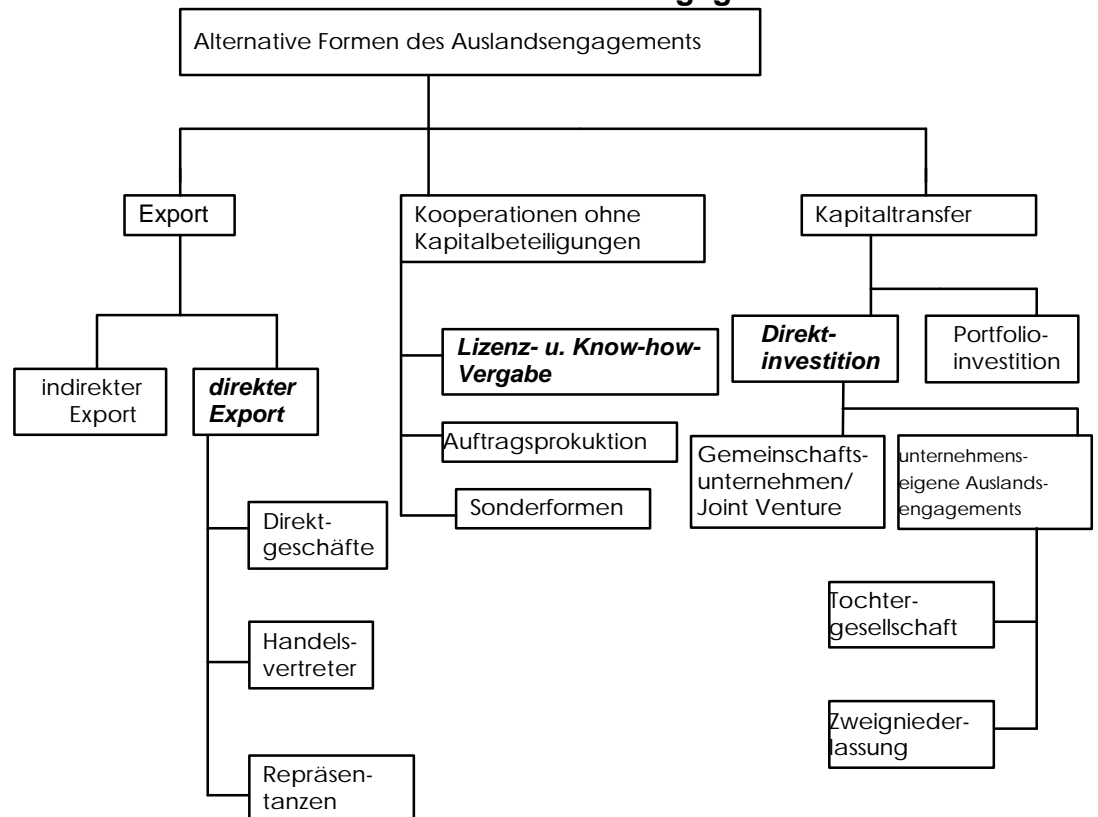 Alternative Formen des Auslandsengagements
Export
Kooperationen ohne
Kapitalbeteiligungen
Kapitaltransfer
indirekter
Export
direkter
Export
Lizenz- u. Know-how-
Vergabe
Direkt-
investition
Portfolio-
investition
Auftragsprokuktion
Sonderformen
Gemeinschafts-
unternehmen/
Joint Venture
unternehmens-
eigene Auslands-
engagements
Direkt-
geschäfte
Handels-
vertreter
Repräsen-
tanzen
Tochter-
gesellschaft
Zweignieder-
lassung